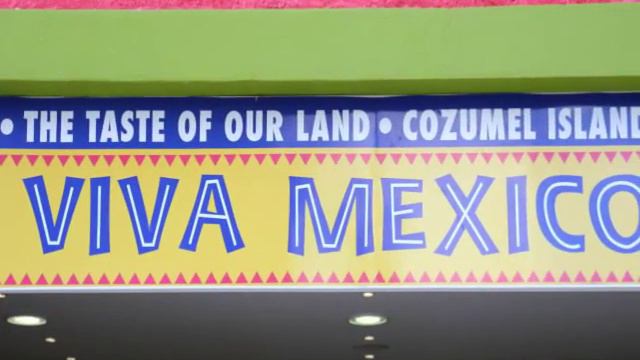 • THE TASTE OF OUR LAND • COZUMEL ISLAND
VIVA MEXICO